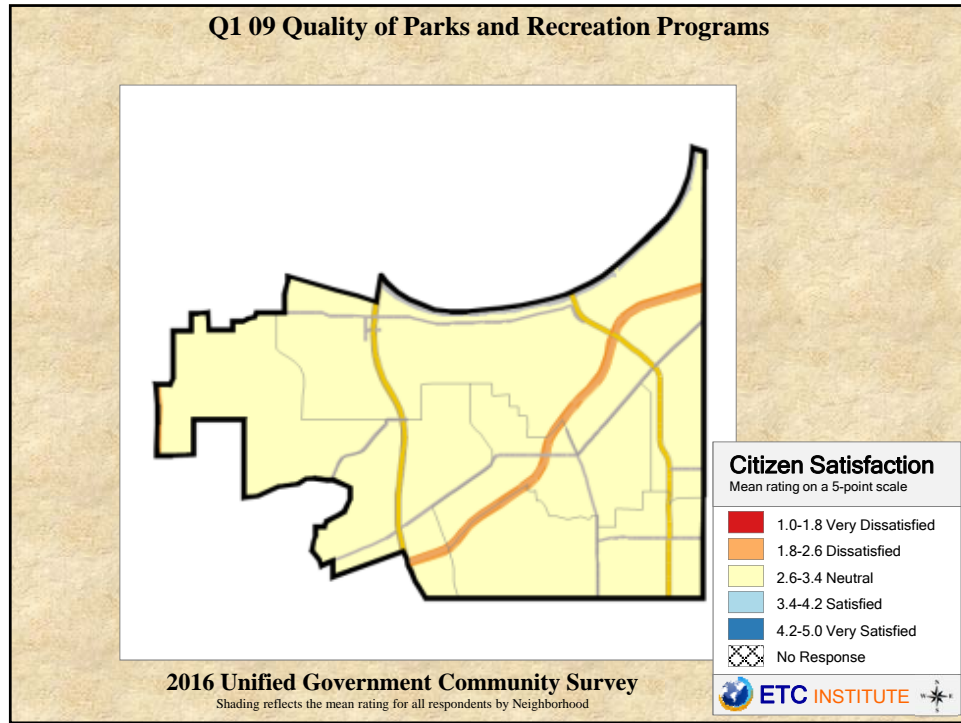 Q1 09 Quality of Parks and Recreation Programs
Citizen Satisfaction
Mean rating on a 5-point scale
1.0-1.8 Very Dissatisfied
1.8-2.6 Dissatisfied
2.6-3.4 Neutral
3.4-4.2 Satisfied
4.2-5.0 Very Satisfied
No Response
ETC INSTITUTE
N
W E
S
2016 Unified Government Community Survey
Shading reflects the mean rating for all respondents by Neighborhood